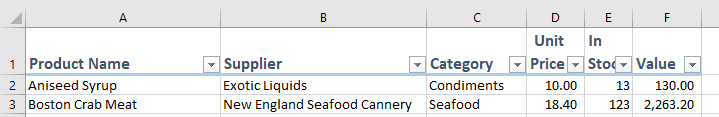 A B C D E F
1 Product Name Supplier Category Unit Price In Stoc Value
2 Aniseed Syrup Exotic Liquids Condiments 10.00 13 130.00
3 Boston Crab Meat New England Seafood Cannery Seafood 18.40 123 2,263.20